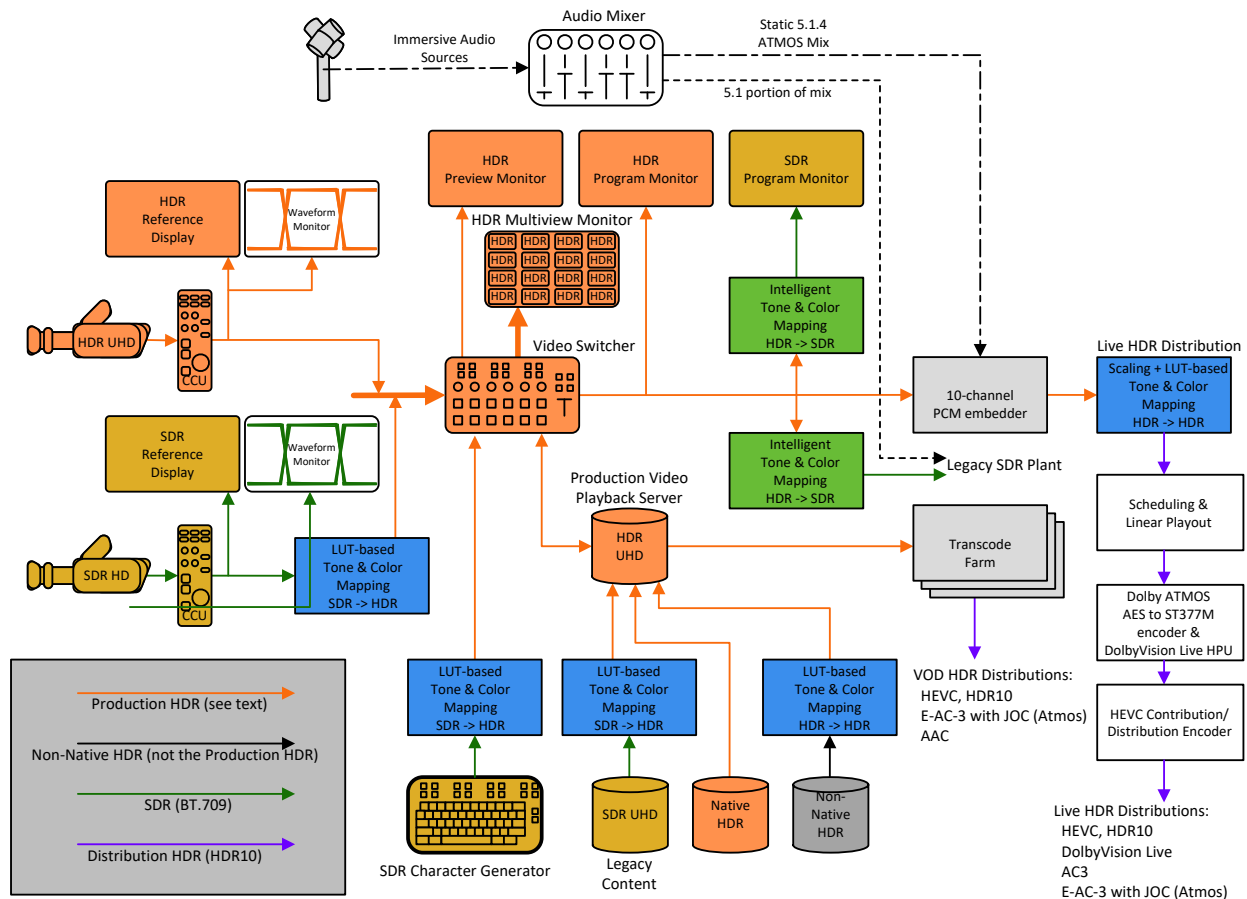 Audio Mixer
Immersive Audio
Sources
Static 5.1.4
ATMOS Mix
5.1 portion of mix
HDR
Preview Monitor
HDR
Program Monitor
SDR
Program Monitor
HDR
Reference
Display
Waveform
Monitor
HDR Multiview Monitor
HDR HDR HDR HDR
HDR HDR HDR HDR
HDR HDR HDR HDR
HDR HDR HDR HDR
Intelligent
Tone & Color
Mapping
HDR -> SDR
HDR UHD
CCU
Video Switcher
Live HDR Distribution
10-channel
PCM embedder
Scaling + LUT-based
Tone & Color
Mapping
HDR -> HDR
SDR
Reference
Display
Waveform
Monitor
Intelligent
Tone & Color
Mapping
HDR -> SDR
Legacy SDR Plant
Production Video
Playback Server
HDR
UHD
Scheduling &
Linear Playout
SDR HD
CCU
LUT-based
Tone & Color
Mapping
SDR -> HDR
Transcode
Farm
Dolby ATMOS
AES to ST377M
encoder &
DolbyVision Live HPU
LUT-based
Tone & Color
Mapping
SDR -> HDR
LUT-based
Tone & Color
Mapping
SDR -> HDR
LUT-based
Tone & Color
Mapping
HDR -> HDR
VOD HDR Distributions:
HEVC, HDR10
E-AC-3 with JOC (Atmos)
AAC
HEVC Contribution/
Distribution Encoder
Production HDR (see text)
Non-Native HDR (not the Production HDR)
SDR (BT.709)
Distribution HDR (HDR10)
SDR Character Generator
SDR UHD
Legacy
Content
Native
HDR
Non-
Native
HDR
Live HDR Distributions:
HEVC, HDR10
DolbyVision Live
AC3
E-AC-3 with JOC (Atmos)